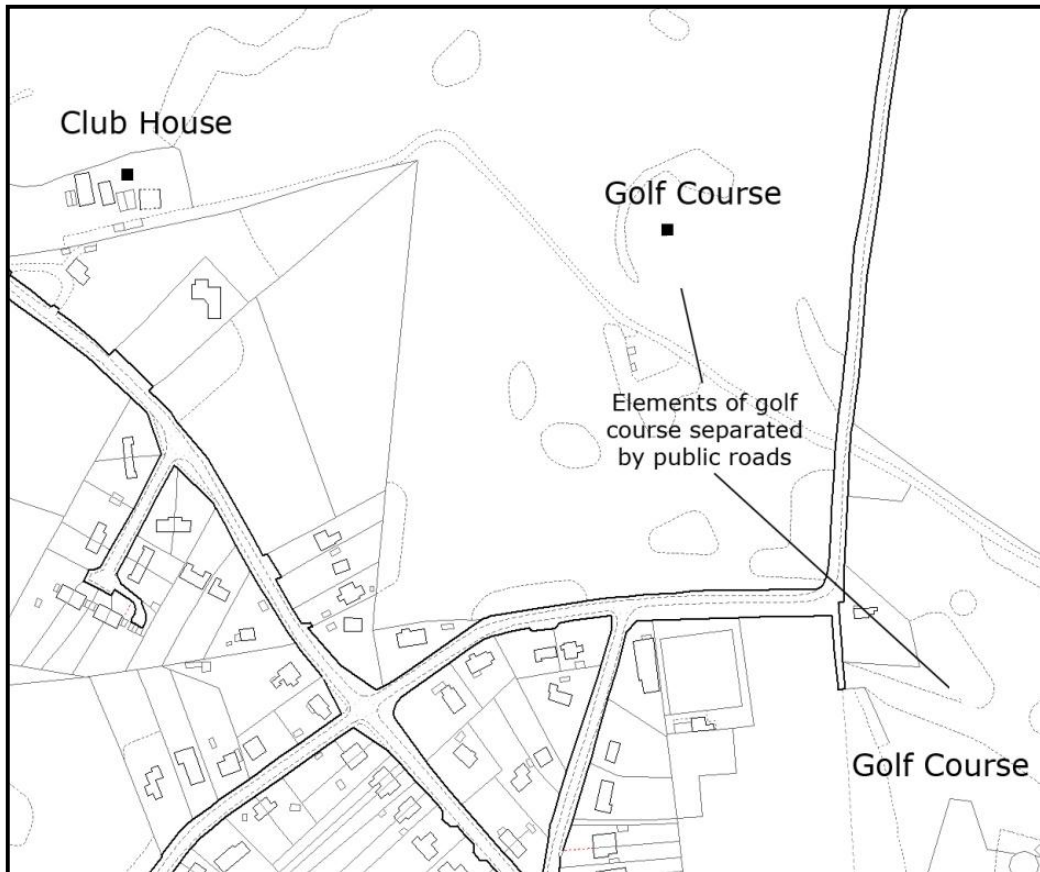 Club House
Golf Course
Elements of golf
course separated
by public roads
Golf Course